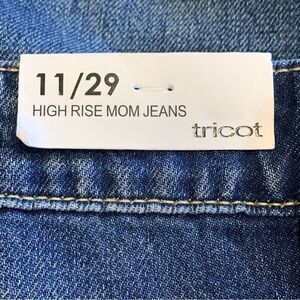 11/29
HIGH RISE MOM JEANS
tricot